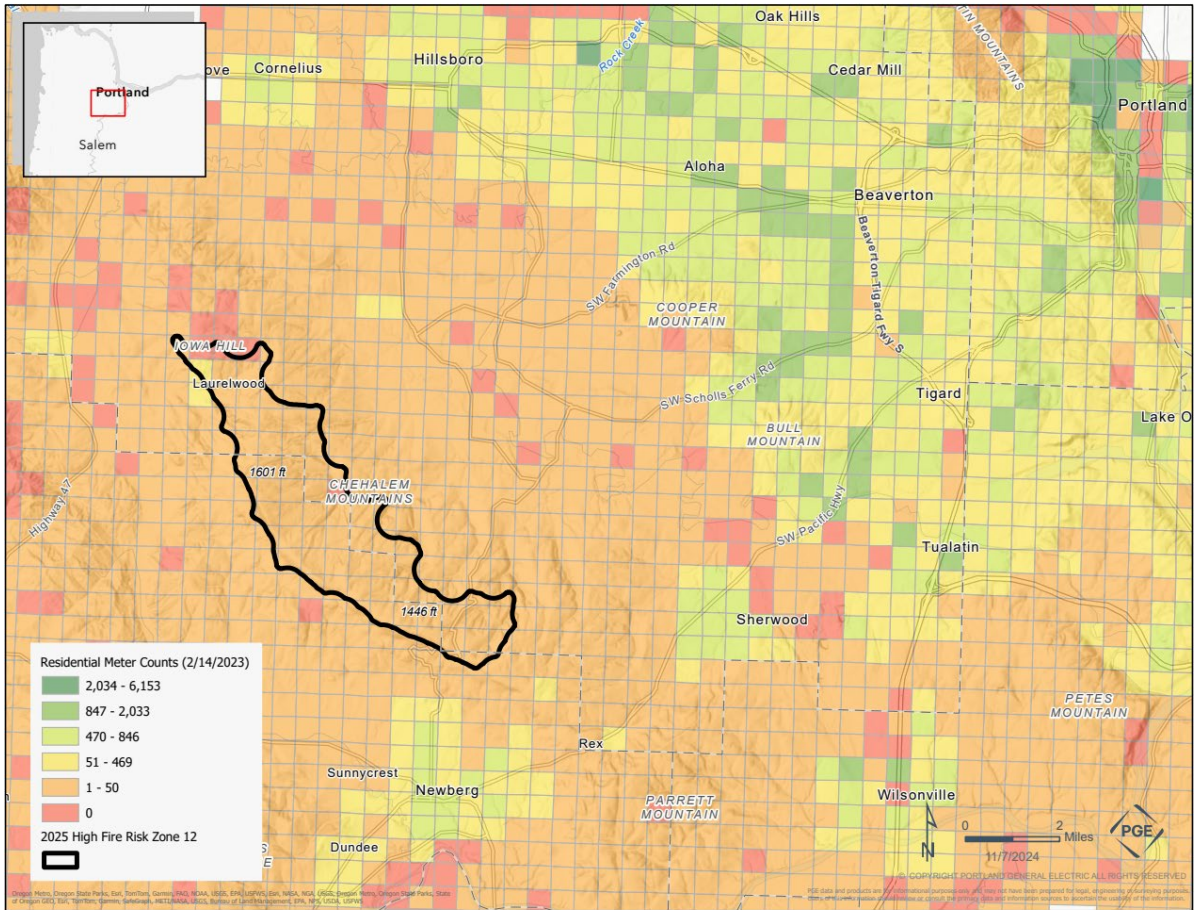 Oak Hills
TIN MOUNTAINS
Rock Creek
Hillsboro
ove
Cornelius
Cedar Mill
Portland
Portland
Salem
Aloha
Beaverton
Beaverton Tigard Fwy S
SW Farmington Rd
COOPER
MOUNTAIN
IOWA HILL
Laurelwood
SW Scholls Ferry Rd
Tigard
Lake O
BULL
MOUNTAIN
1601 ft
CHEHALEM
MOUNTAINS
Highway 47
SW Pacific Hwy
Tualatin
1446 ft
Sherwood
Residential Meter Counts (2/14/2023)
2,034 - 6,153
847 - 2,033
470 - 846
51 - 469
1 - 50
0
2025 High Fire Risk Zone 12
PETES
MOUNTAIN
Rex
Sunnycrest
Newberg
PARRETT
MOUNTAIN
Wilsonville
Dundee
S
E
N
0
2
Miles
11/7/2024
PGE
© COPYRIGHT PORTLAND GENERAL ELECTRIC ALL RIGHTS RESERVED